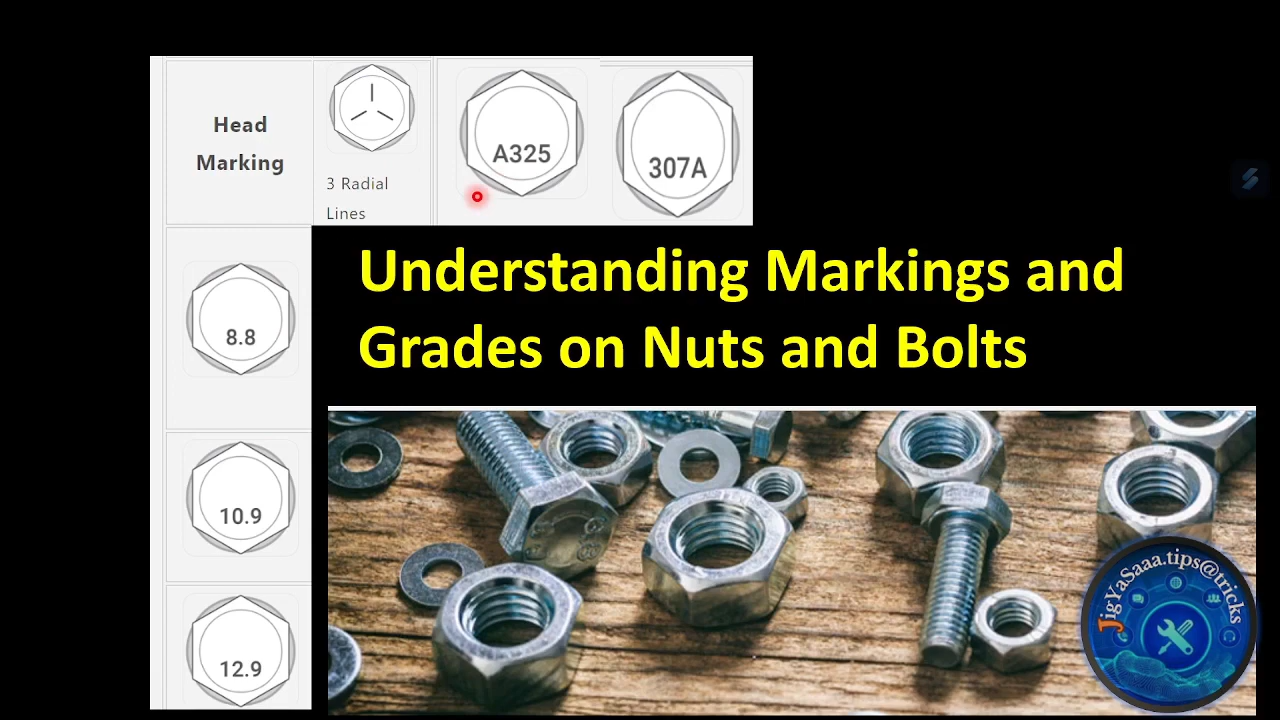 Head
Marking
3 Radial
Lines
A325
307A
8.8
10.9
12.9
Understanding Markings and
Grades on Nuts and Bolts
JigYaSaaa.tips@tricks